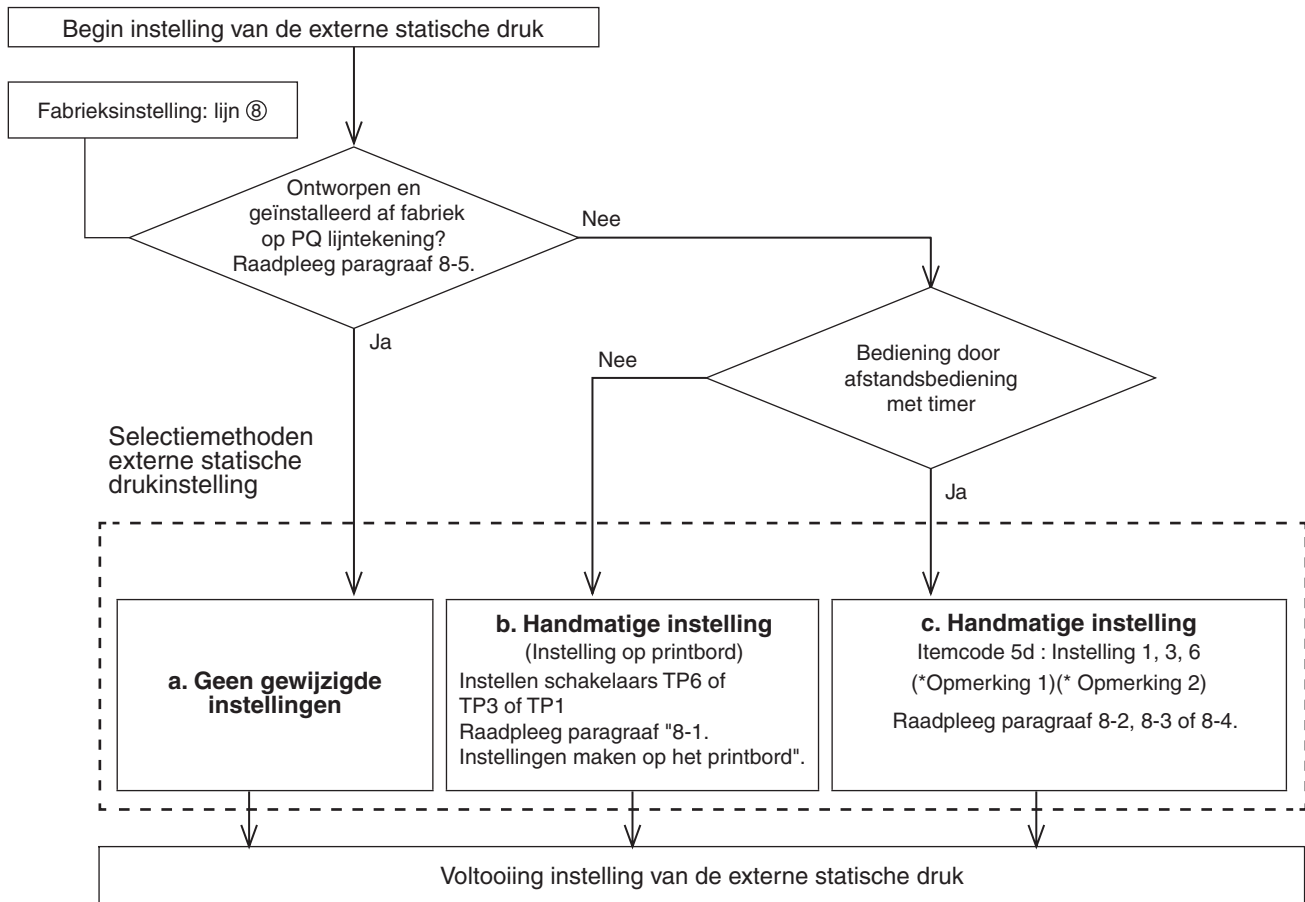 Begin instelling van de externe statische druk
Fabrieksinstelling: lijn ⑧
Ontworpen en
geïnstalleerd af fabriek
op PQ lijntekening?
Raadpleeg paragraaf 8-5.
Nee
Ja
Bediening door
afstandsbediening
met timer
Nee
Ja
Selectiemethoden
externe statische
drukinstelling
a. Geen gewijzigde
instellingen
b. Handmatige instelling
(Instelling op printbord)
Instellen schakelaars TP6 of
TP3 of TP1
Raadpleeg paragraaf "8-1.
Instellingen maken op het printbord".
c. Handmatige instelling
Itemcode 5d : Instelling 1, 3, 6
(*Opmerking 1)(* Opmerking 2)
Raadpleeg paragraaf 8-2, 8-3 of 8-4.
Voltooiing instelling van de externe statische druk